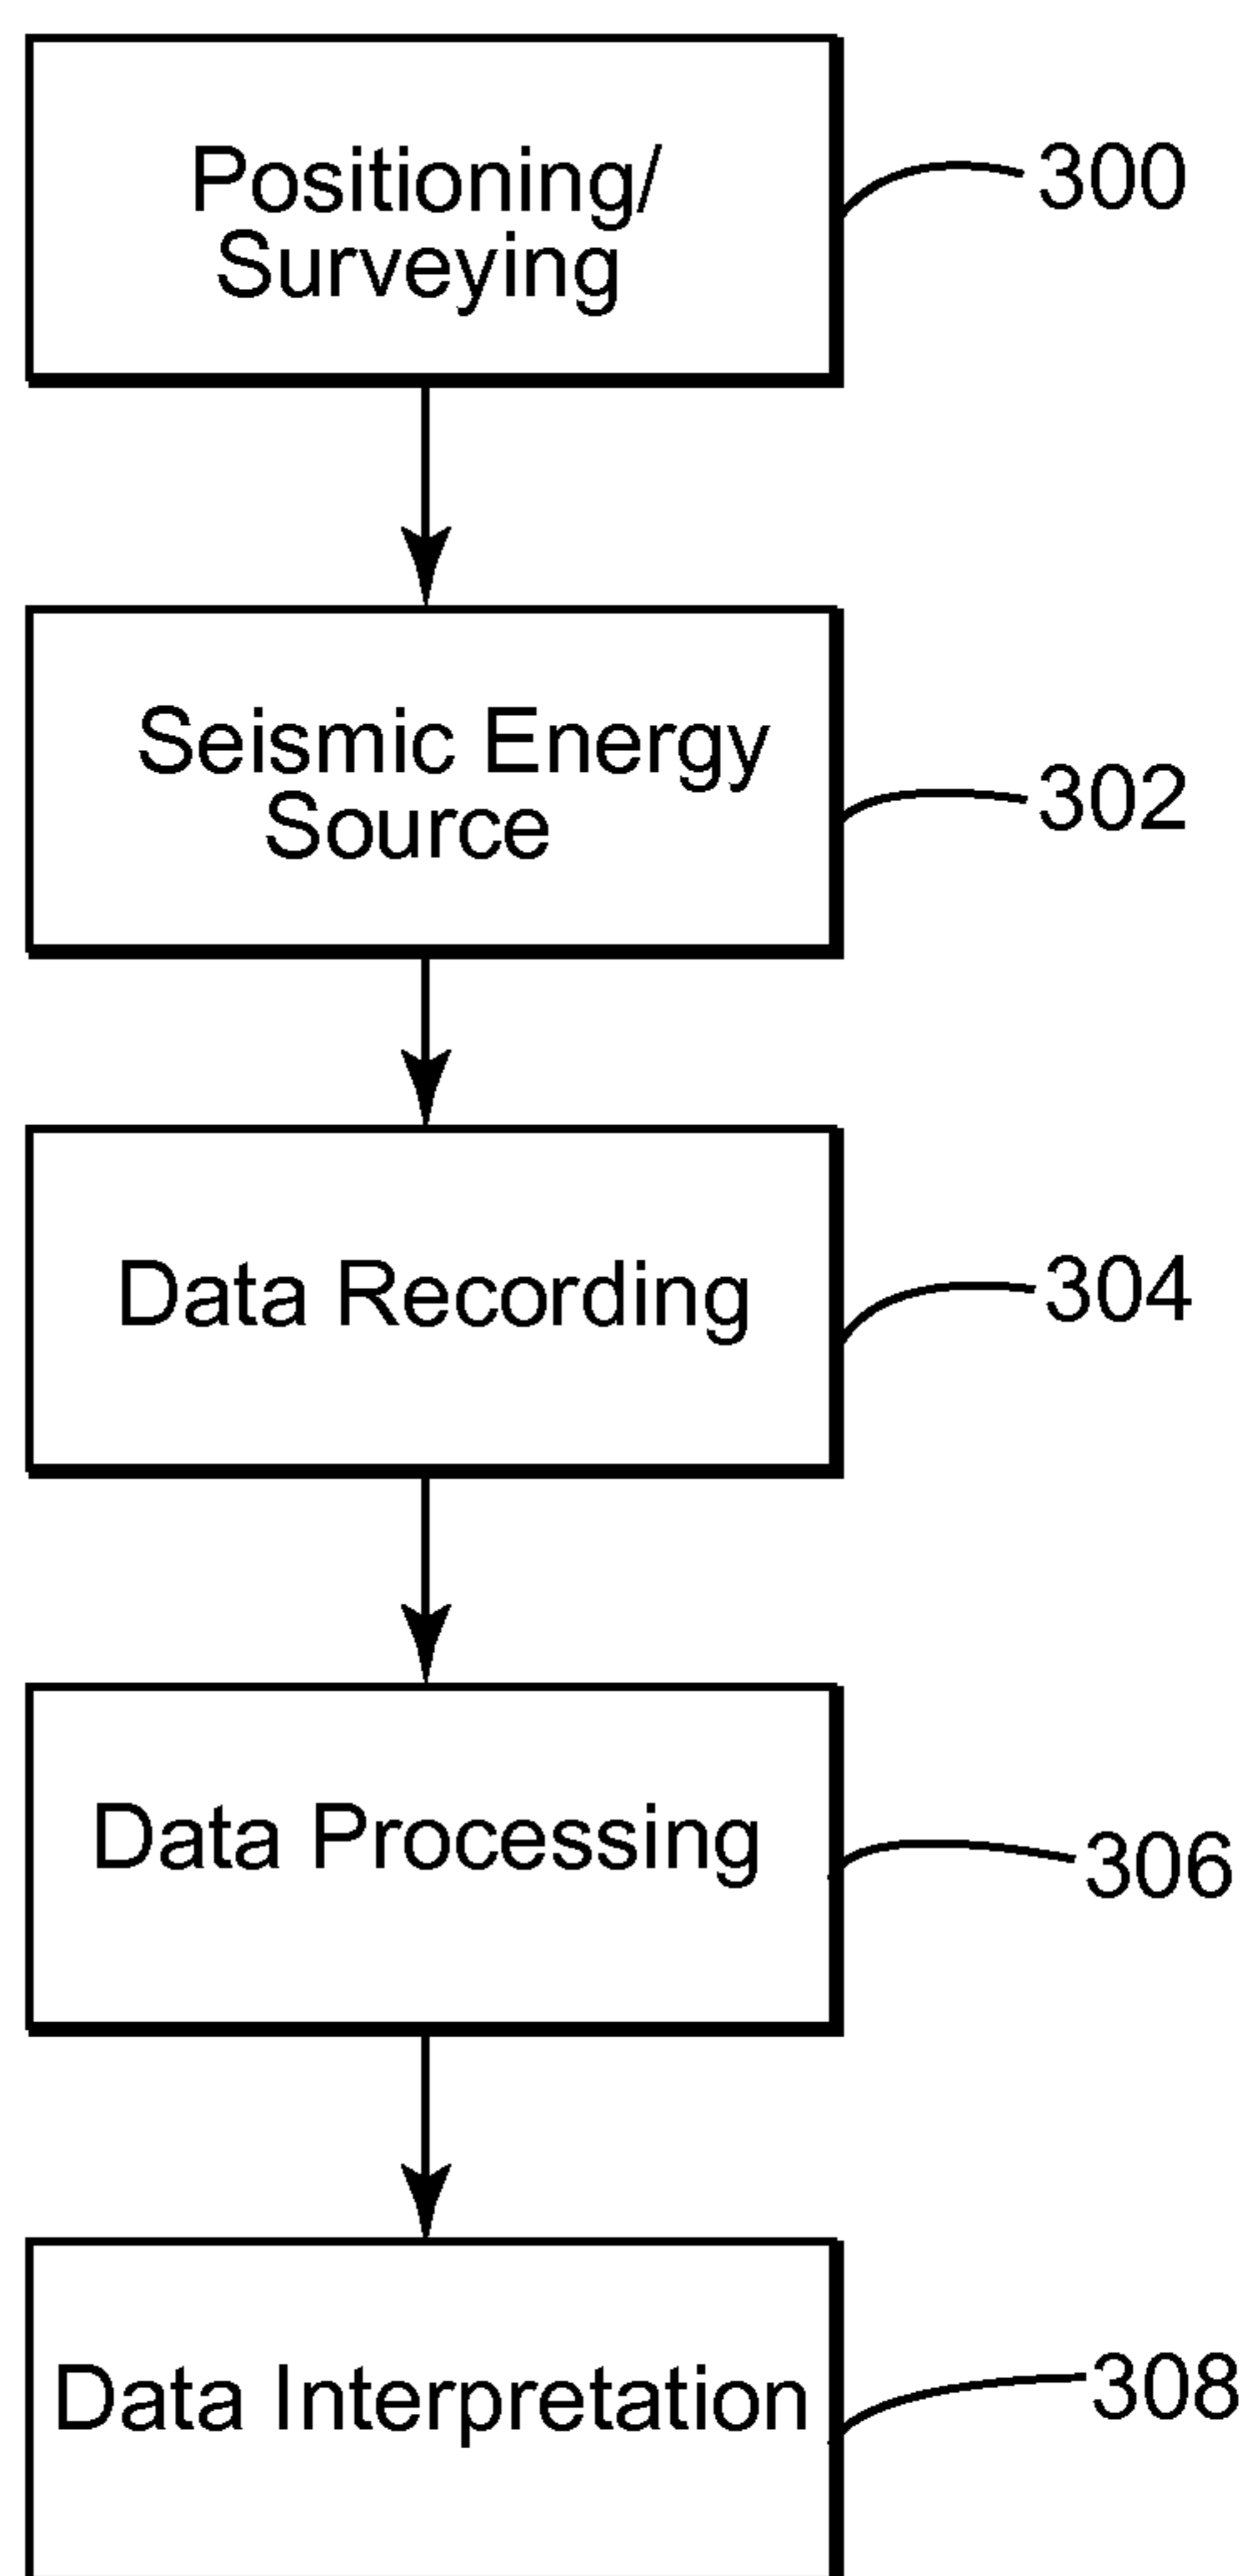 Positioning/
Surveying
300
Seismic Energy
Source
302
Data Recording
304
Data Processing
306
Data Interpretation
308